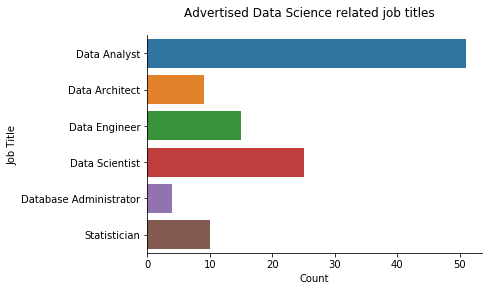 Advertised Data Science related job titles
Job Title
Data Analyst
Data Architect
Data Engineer
Data Scientist
Database Administrator
Statistician
0 10 20 30 40 50
Count